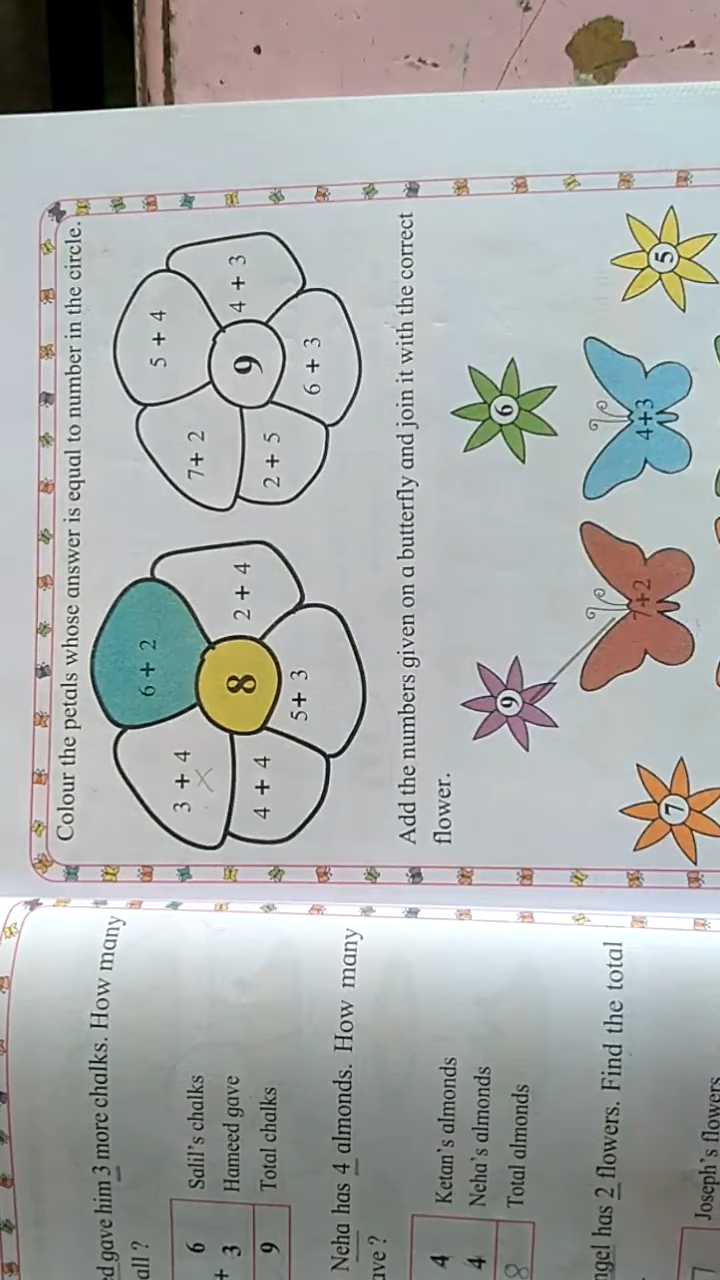 ed gave him 3 more chalks. How many
all ?
6 Salil's chalks
+ 3 Hameed gave
9 Total chalks
Neha has 4 almonds. How many
ave ?
4 Ketan's almonds
4 Neha's almonds
8 Total almonds
ngel has 2 flowers. Find the total
Joseph's flowers
Colour the petals whose answer is equal to number in the circle.
6 + 2
3 + 4
×
2 + 4
8
4 + 4
5+ 3
5 + 4
7+ 2
4 + 3
9
2 + 5
6 + 3
Add the numbers given on a butterfly and join it with the correct
flower.
9
6
7
7+2
4+3
5